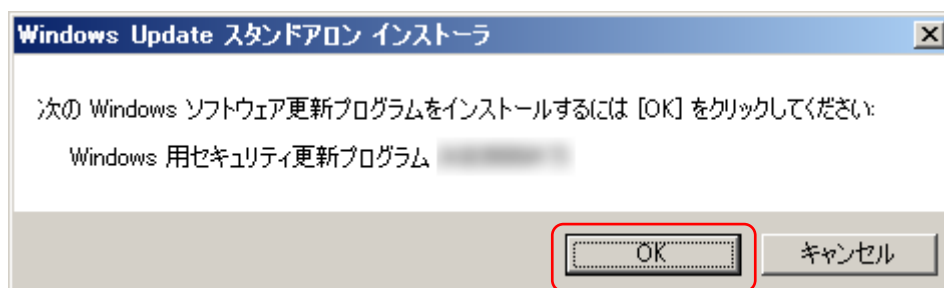 Windows Update スタンドアロン インストーラ
次の Windows ソフトウェア更新プログラムをインストールするには [OK] をクリックしてください:
Windows 用セキュリティ更新プログラム
OK
キャンセル